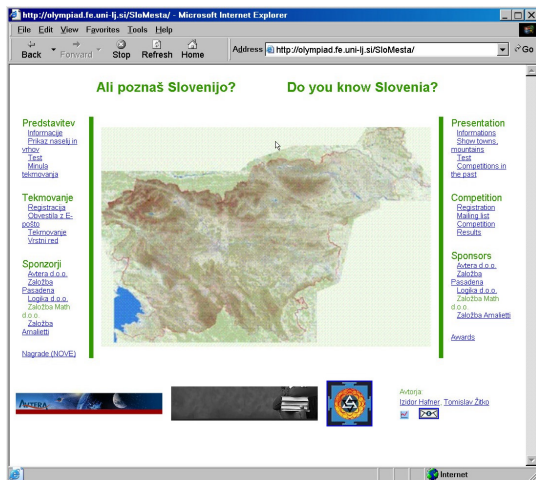 http://olympiad.fe.uni-lj.si/SloMesta/ - Microsoft Internet Explorer
File Edit View Favorites Tools Help
Back Forward Stop Refresh Home Address http://olympiad.fe.uni-lj.si/SloMesta/ Go
Ali poznaš Slovenijo? Do you know Slovenia?
Predstavitev
Informacije
Prikaz naselij in
vrhov
Test
Minula
tekmovanja
Tekmovanje
Registracija
Obvestila z E-
pošto
Tekmovanje
Vrstni red
Sponzorji
Avtera d.o.o.
Založba
Pasadena
Logika d.o.o.
Založba Math
d.o.o.
Založba
Amalietti
Nagrade (NOVE)
Presentation
Informations
Show towns,
mountains
Test
Competitions in
the past
Competition
Registration
Mailing list
Competition
Results
Sponsors
Avtera d.o.o.
Založba
Pasadena
Logika d.o.o.
Založba Math
d.o.o.
Založba Amalietti
Awards
AVTERA
Avtorja:
Izidor Hafner, Tomislav Žitko
Internet